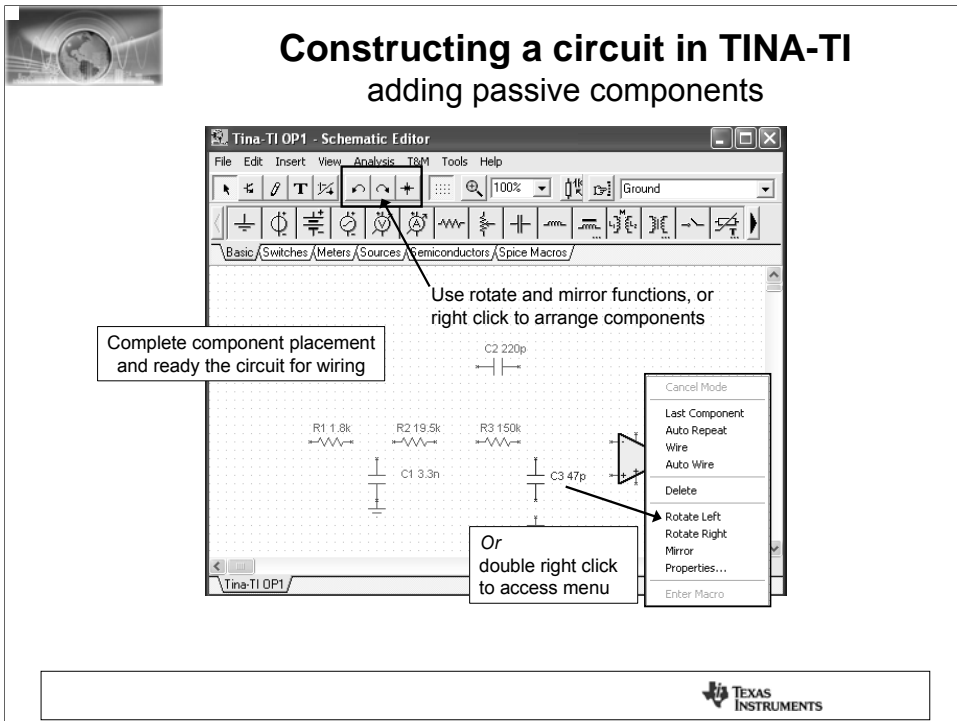 Constructing a circuit in TINA-TI
adding passive components
Tina-TI OP1 - Schematic Editor
File Edit Insert View Analysis T&M Tools Help
T
100%
Ground
V
A
M
T
Basic Switches Meters Sources Semiconductors Spice Macros
Use rotate and mirror functions, or
right click to arrange components
Complete component placement
and ready the circuit for wiring
C2 220p
R1 1.8k R2 19.5k R3 150k
C1 3.3n
C3 47p
Cancel Mode
Last Component
Auto Repeat
Wire
Auto Wire
Delete
Rotate Left
Rotate Right
Mirror
Properties...
Enter Macro
Or
double right click
to access menu
Tina-TI OP1
TEXAS
INSTRUMENTS